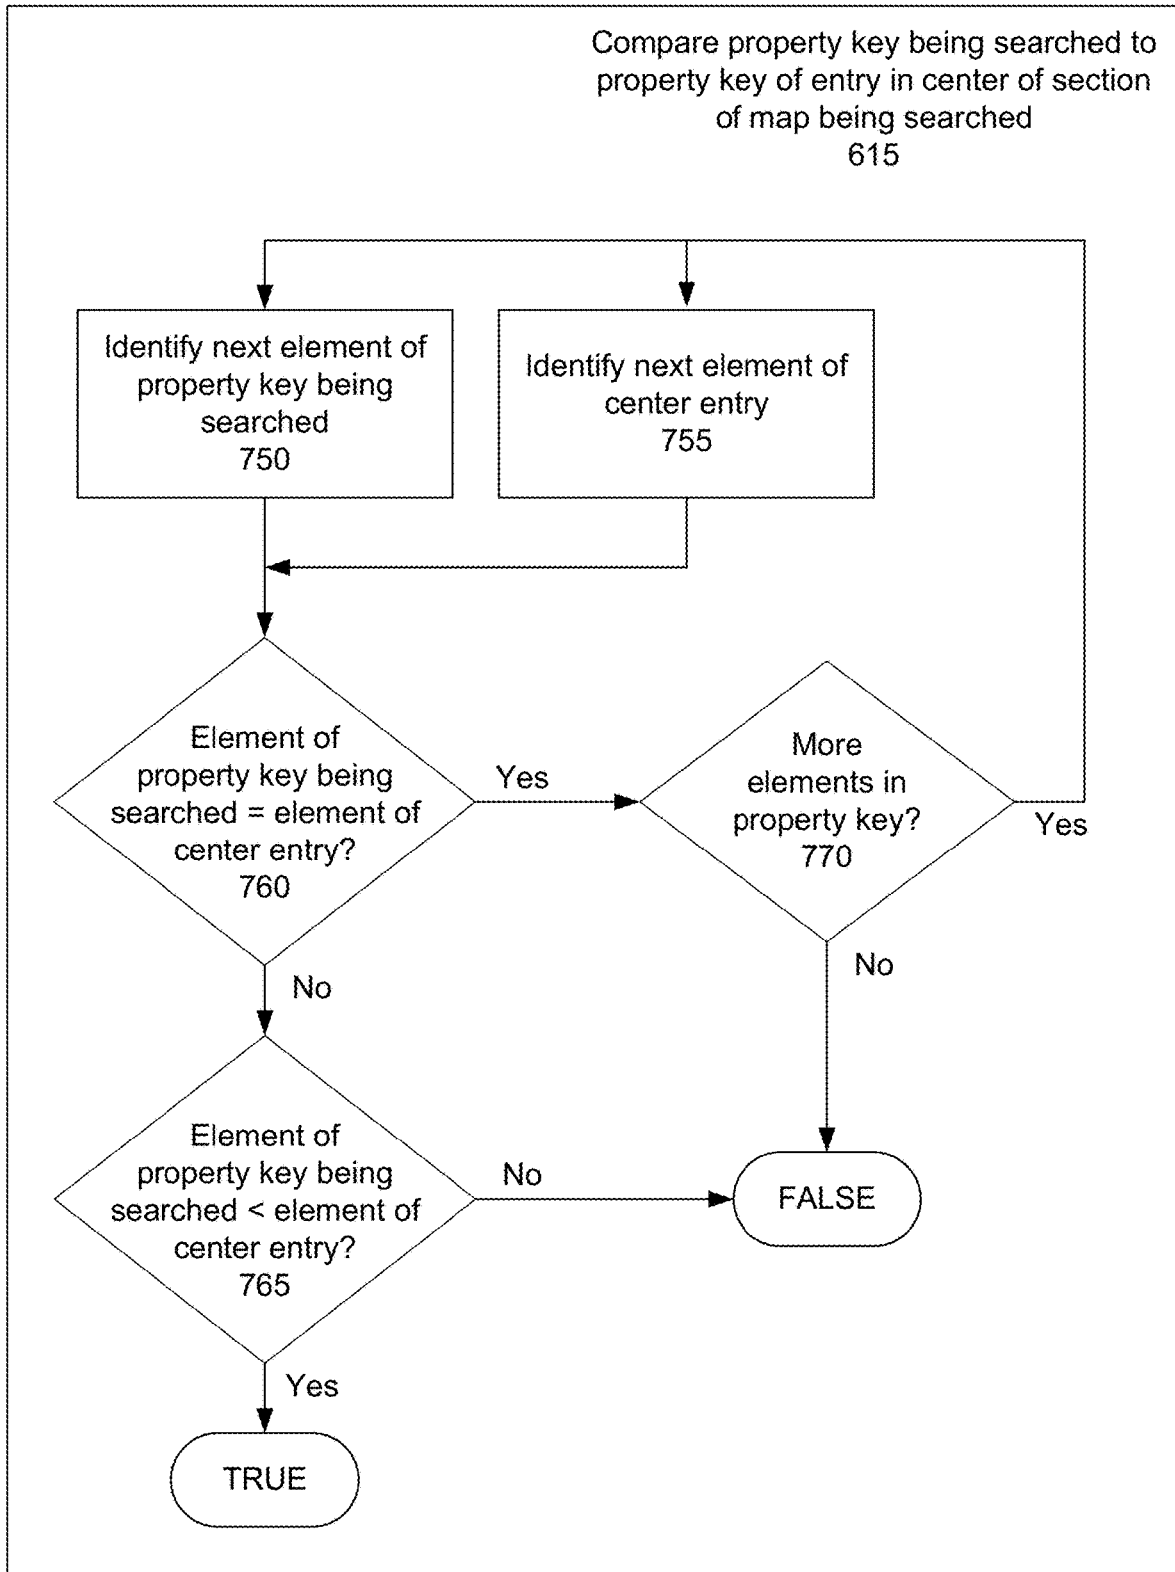 Compare property key being searched to
property key of entry in center of section
of map being searched
615
Identify next element of
property key being
searched
750
Identify next element of
center entry
755
Element of
property key being
searched = element of
center entry?
760
Yes
More
elements in
property key?
770
Yes
No
No
Element of
property key being
searched < element of
center entry?
765
No
FALSE
Yes
TRUE